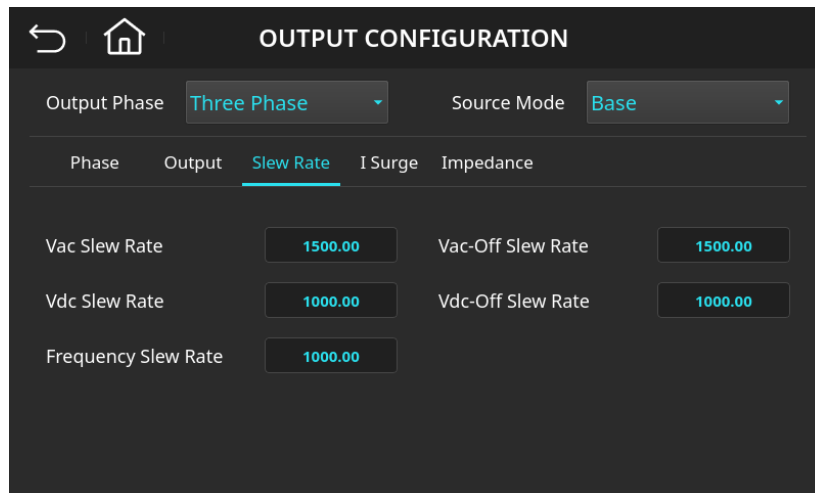 OUTPUT CONFIGURATION
Output Phase Three Phase Source Mode Base
Phase Output Slew Rate I Surge Impedance
Vac Slew Rate 1500.00 Vac-Off Slew Rate 1500.00
Vdc Slew Rate 1000.00 Vdc-Off Slew Rate 1000.00
Frequency Slew Rate 1000.00